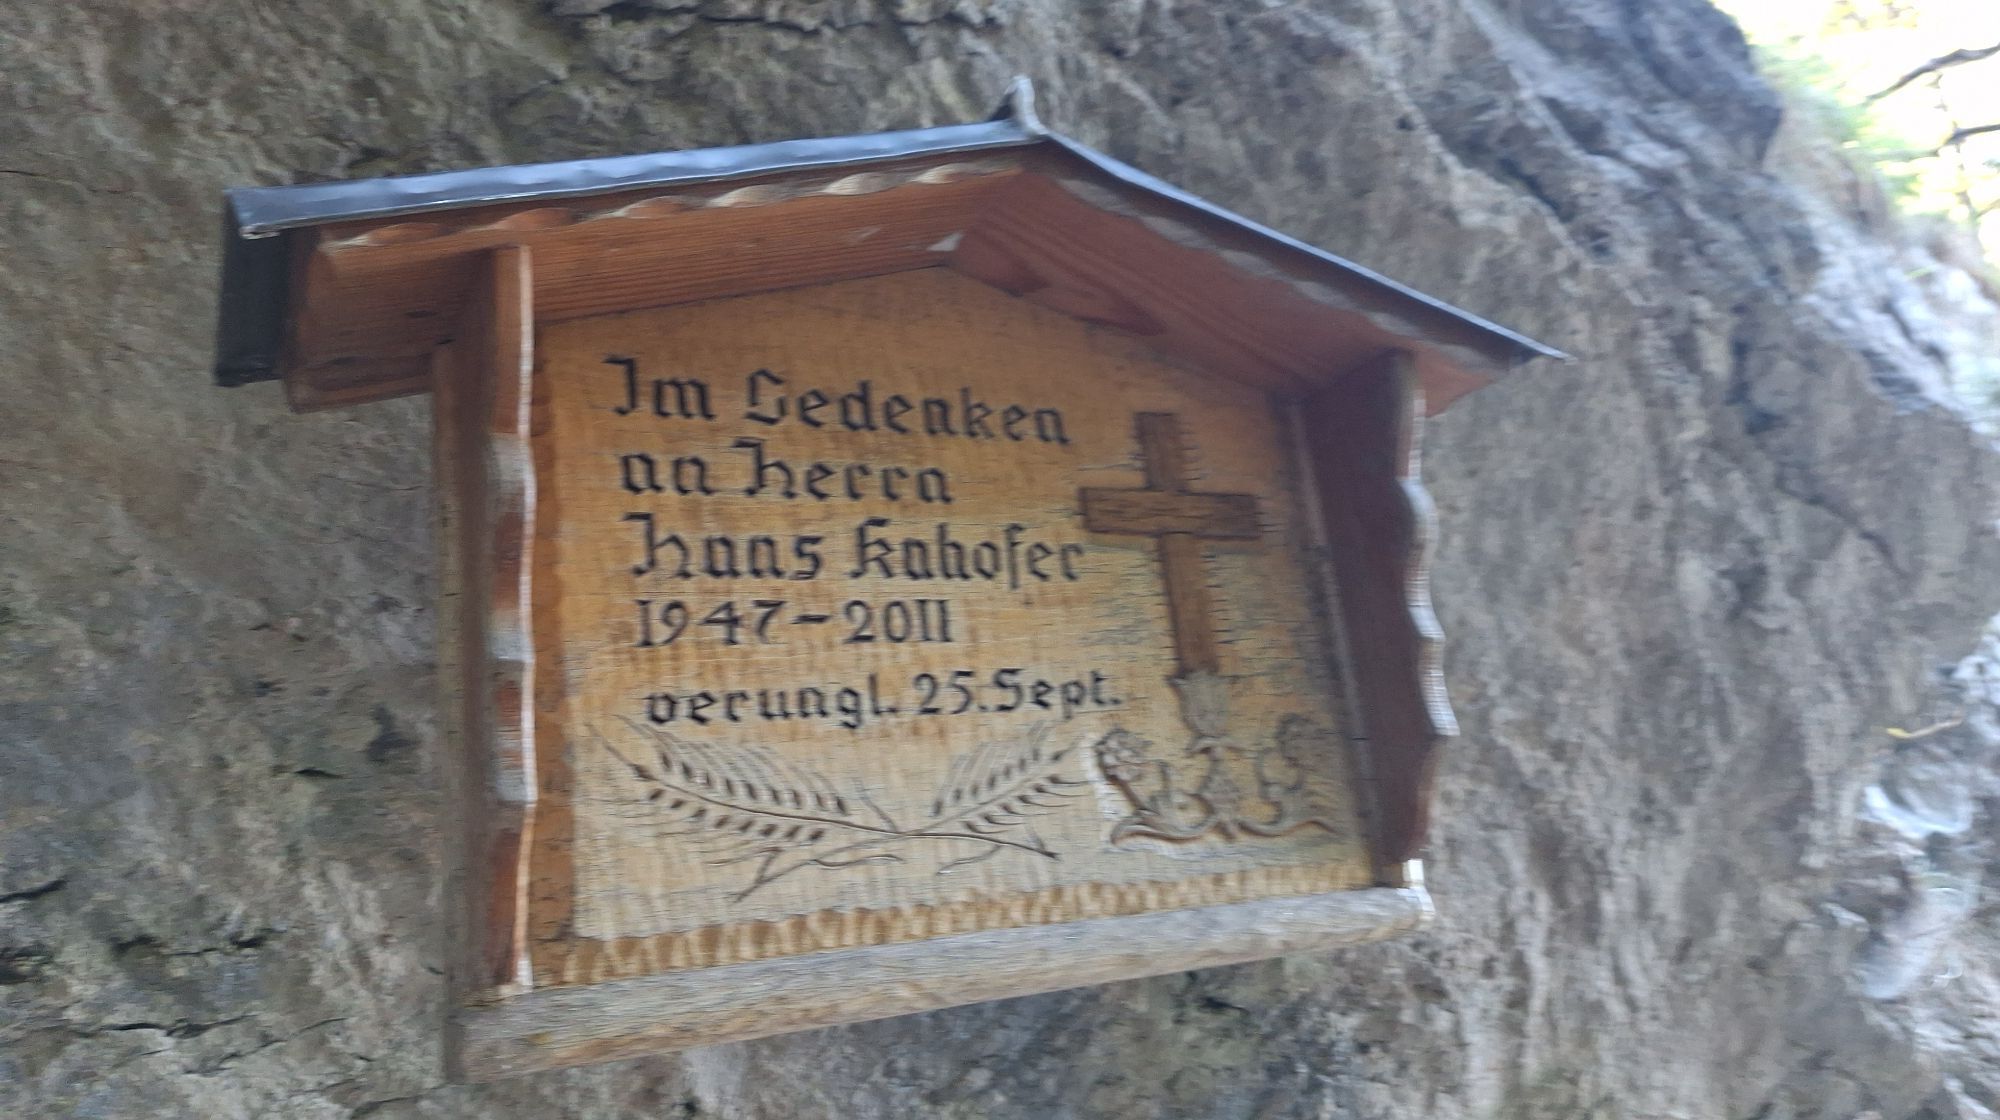 Im Gedenken
an Herrn
Hans Kahofer
1947-2011
verungl. 25. Sept.